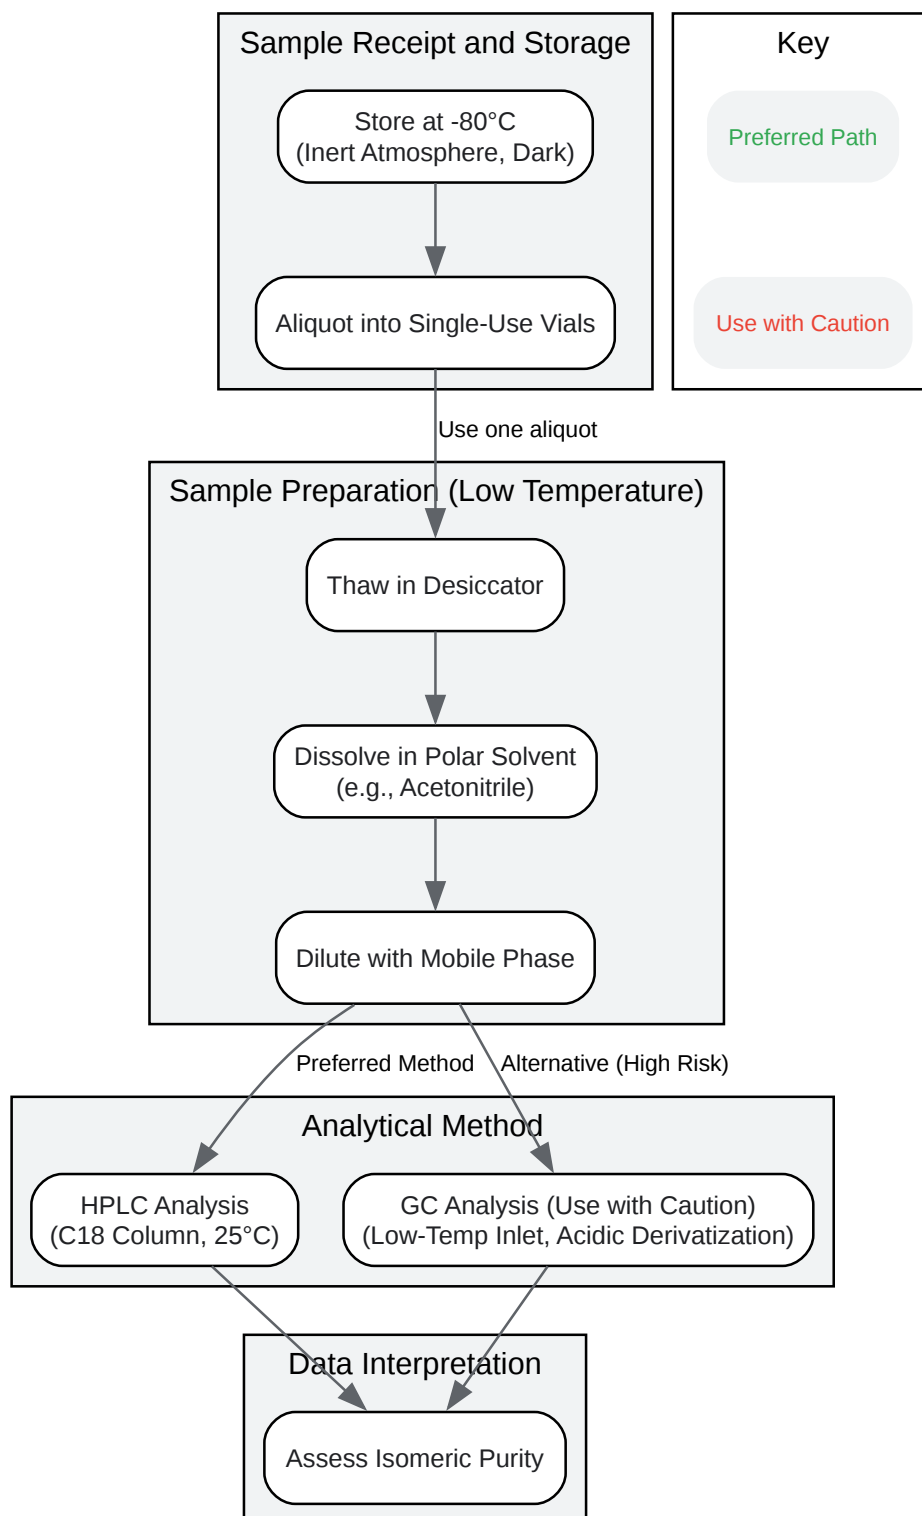 Sample Receipt and Storage
Store at -80°C
(Inert Atmosphere, Dark)
Aliquot into Single-Use Vials
Key
Preferred Path
Use with Caution
Use one aliquot
Sample Preparation (Low Temperature)
Thaw in Desiccator
Dissolve in Polar Solvent
(e.g., Acetonitrile)
Dilute with Mobile Phase
Preferred Method
Alternative (High Risk)
Analytical Method
HPLC Analysis
(C18 Column, 25°C)
GC Analysis (Use with Caution)
(Low-Temp Inlet, Acidic Derivatization)
Data Interpretation
Assess Isomeric Purity